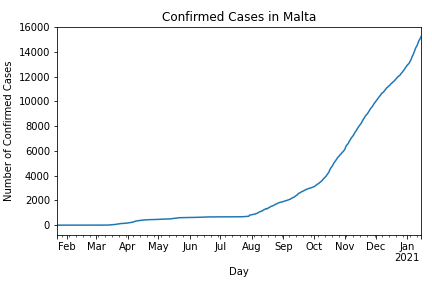 Confirmed Cases in Malta
Number of Confirmed Cases
16000
14000
12000
10000
8000
6000
4000
2000
0
Feb Mar Apr May Jun Jul Aug Sep Oct Nov Dec Jan
2021
Day